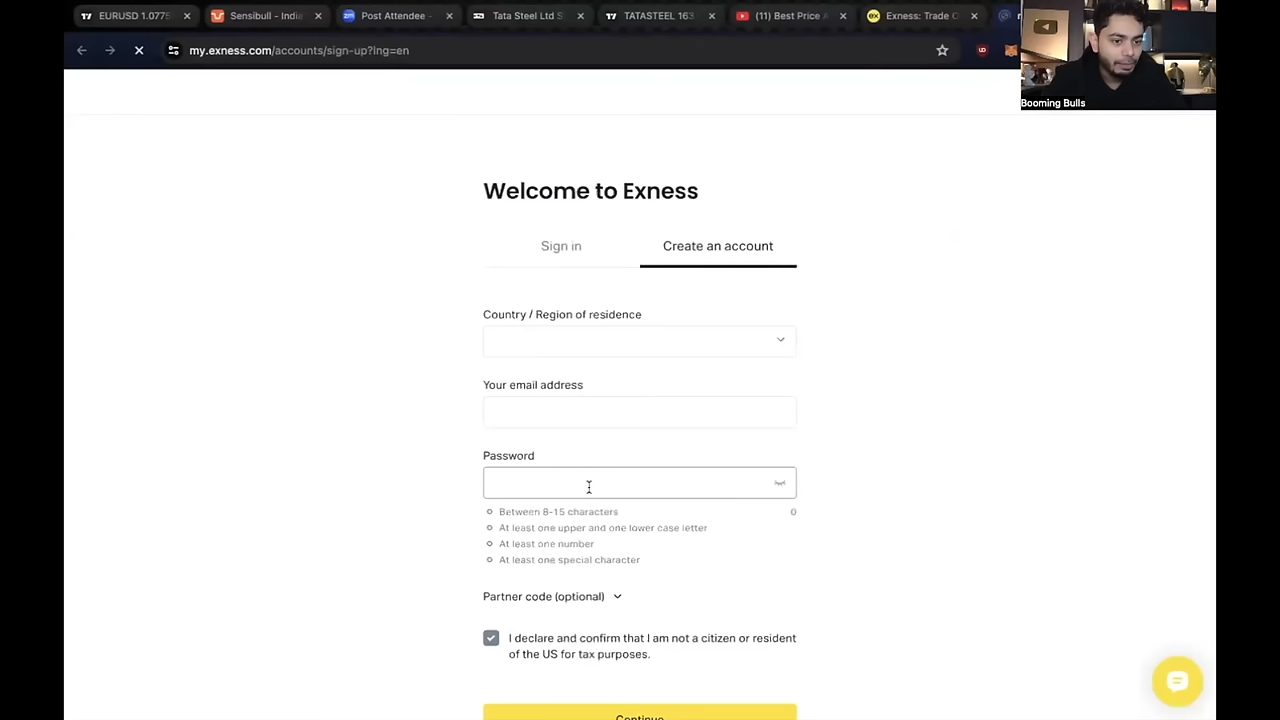 EURUSD 1.0775
Sensibull - India
Post Attendee -
Tata Steel Ltd S
TATASTEEL 163
(11) Best Price A
Exness: Trade O
my.exness.com/accounts/sign-up?lng=en
Booming Bulls
Welcome to Exness
Sign in
Create an account
Country / Region of residence
Your email address
Password
Between 8-15 characters
0
At least one upper and one lower case letter
At least one number
At least one special character
Partner code (optional)
I declare and confirm that I am not a citizen or resident
of the US for tax purposes.
Continue